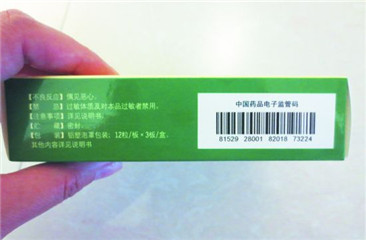 【不良反应】偶见恶心。
【禁　　忌】过敏体质及对本品过敏者禁用。
【注意事项】详见说明书。
【贮　　藏】密封。
【包　　装】铝塑泡罩包装；12粒/板×3板/盒。
其他内容详见说明书
中国药品电子监管码
81529 28001 82018 73224